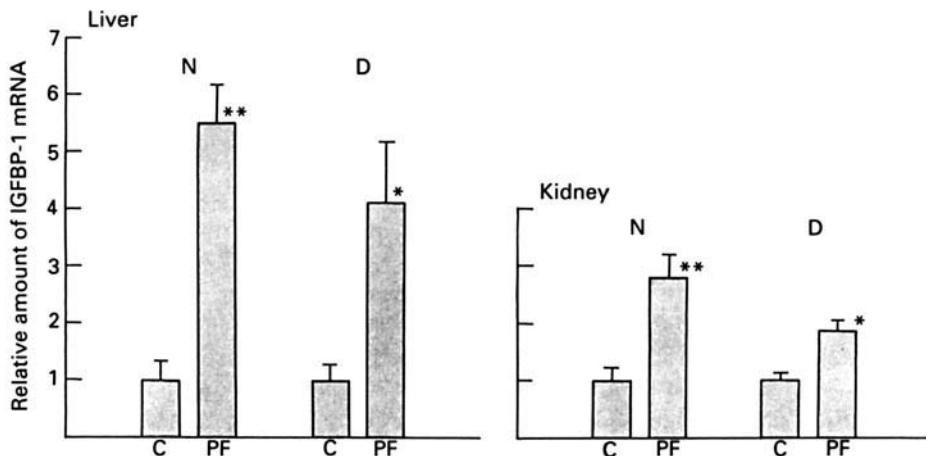 Liver
Relative amount of IGFBP-1 mRNA
7
6
5
4
3
2
1
N
D
**
*
C
PF
C
PF
Kidney
N
D
**
*
C
PF
C
PF